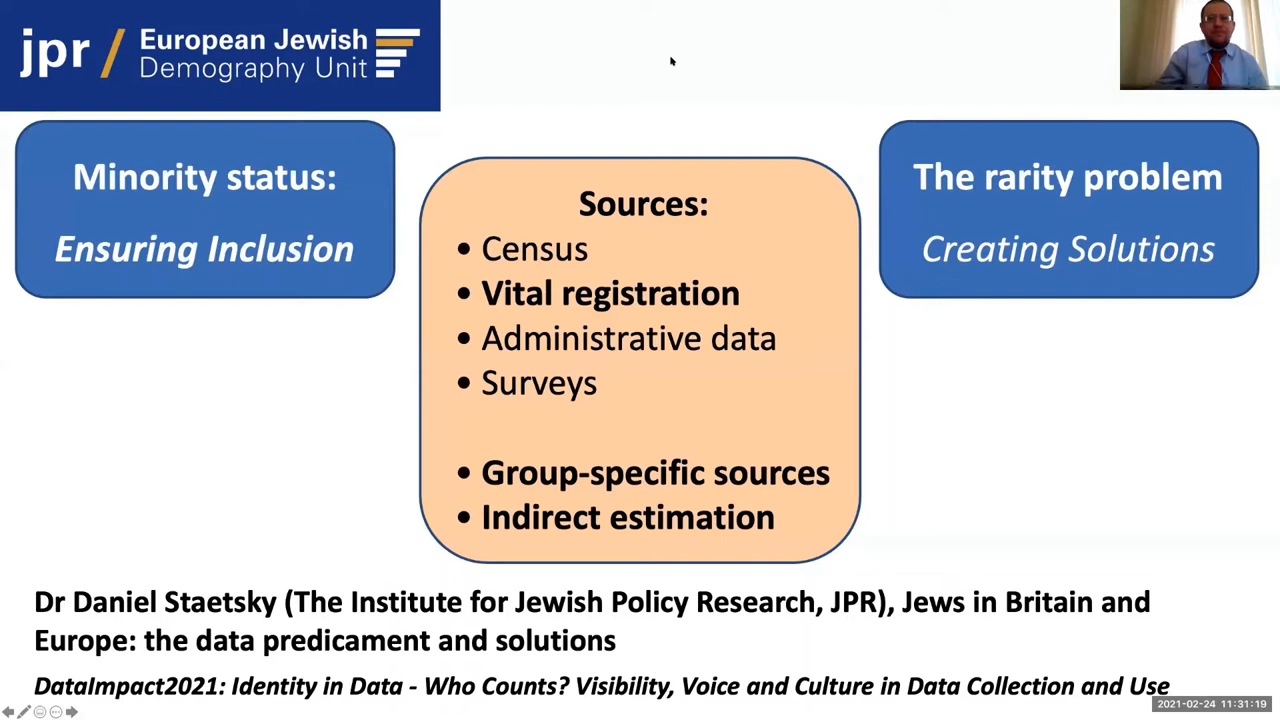 jpr / European Jewish
Demography Unit
Minority status:
Ensuring Inclusion
Sources:
• Census
• Vital registration
• Administrative data
• Surveys
• Group-specific sources
• Indirect estimation
The rarity problem
Creating Solutions
Dr Daniel Staetsky (The Institute for Jewish Policy Research, JPR), Jews in Britain and
Europe: the data predicament and solutions
DataImpact2021: Identity in Data - Who Counts? Visibility, Voice and Culture in Data Collection and Use
2021-02-24 11:31:19